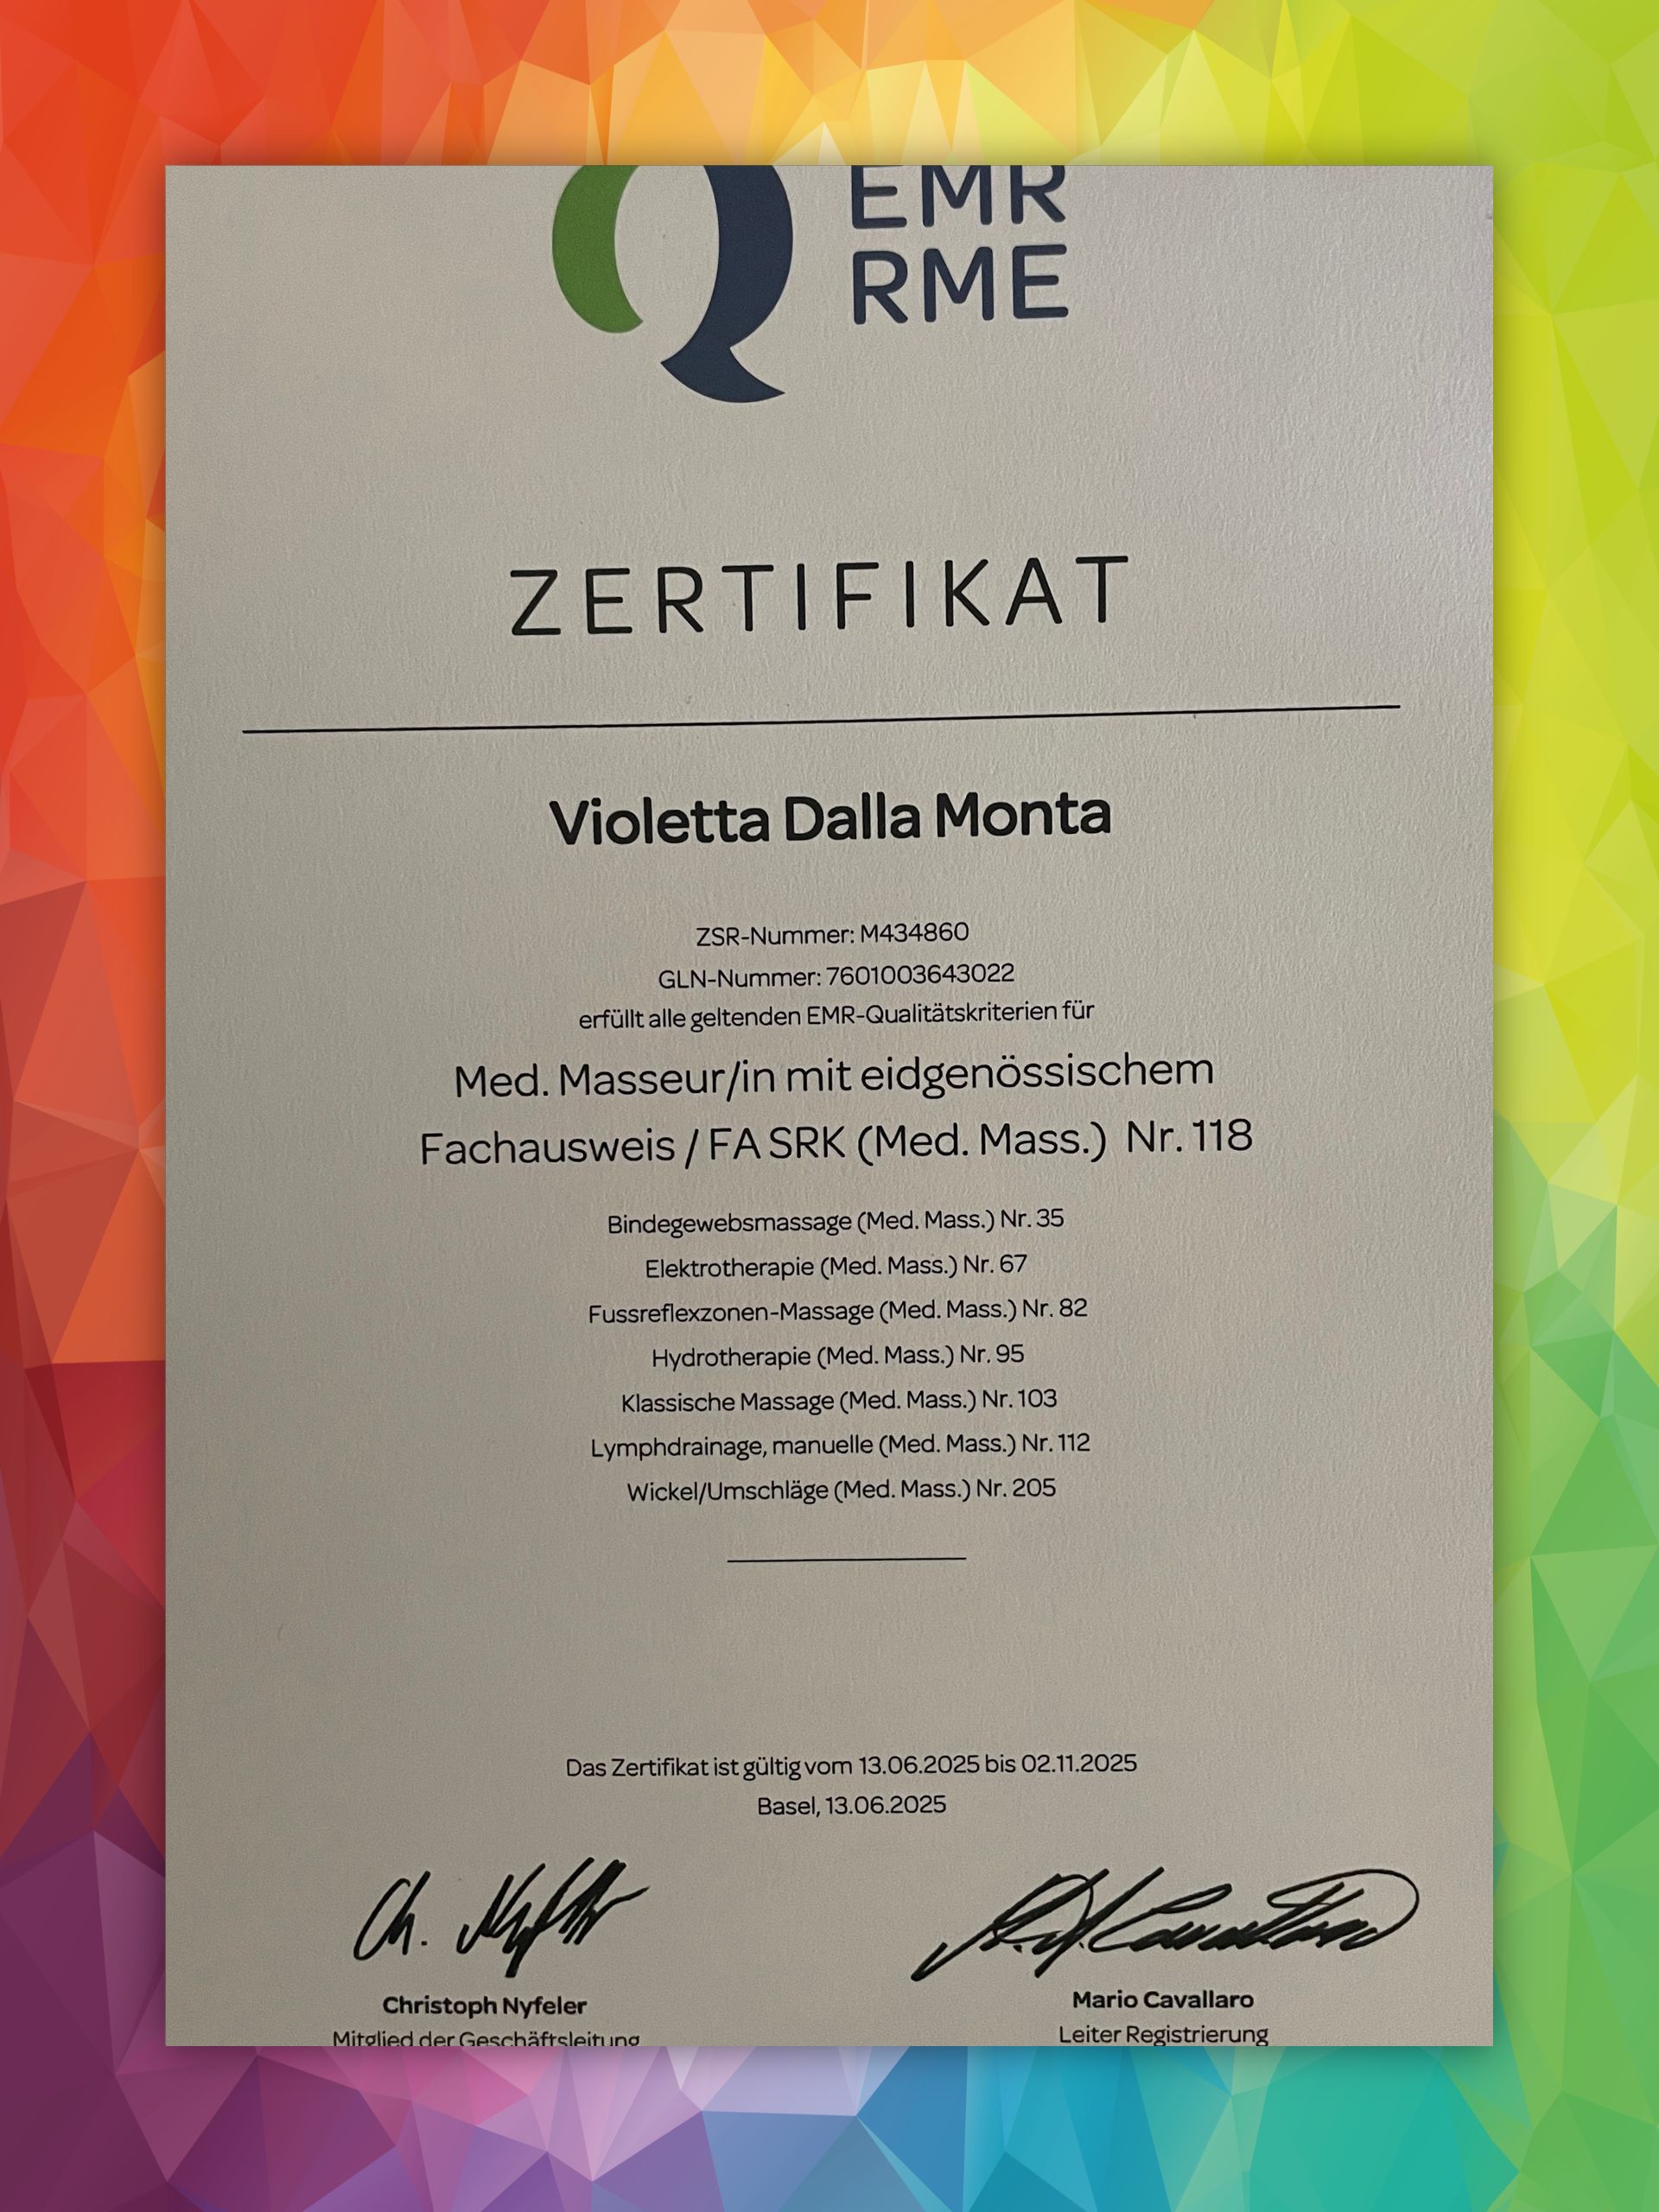 EMR
RME
ZERTIFIKAT
Violetta Dalla Monta
ZSR-Nummer: M434860
GLN-Nummer: 7601003643022
erfüllt alle geltenden EMR-Qualitätskriterien für
Med. Masseur/in mit eidgenössischem
Fachausweis / FA SRK (Med. Mass.) Nr. 118
Bindegewebsmassage (Med. Mass.) Nr. 35
Elektrotherapie (Med. Mass.) Nr. 67
Fussreflexzonen-Massage (Med. Mass.) Nr. 82
Hydrotherapie (Med. Mass.) Nr. 95
Klassische Massage (Med. Mass.) Nr. 103
Lymphdrainage, manuelle (Med. Mass.) Nr. 112
Wickel/Umschläge (Med. Mass.) Nr. 205
Das Zertifikat ist gültig vom 13.06.2025 bis 02.11.2025
Basel, 13.06.2025
Ch. Nyfeler
M. Cavallaro
Christoph Nyfeler
Mario Cavallaro
Mitglied der Geschäftsleitung
Leiter Registrierung